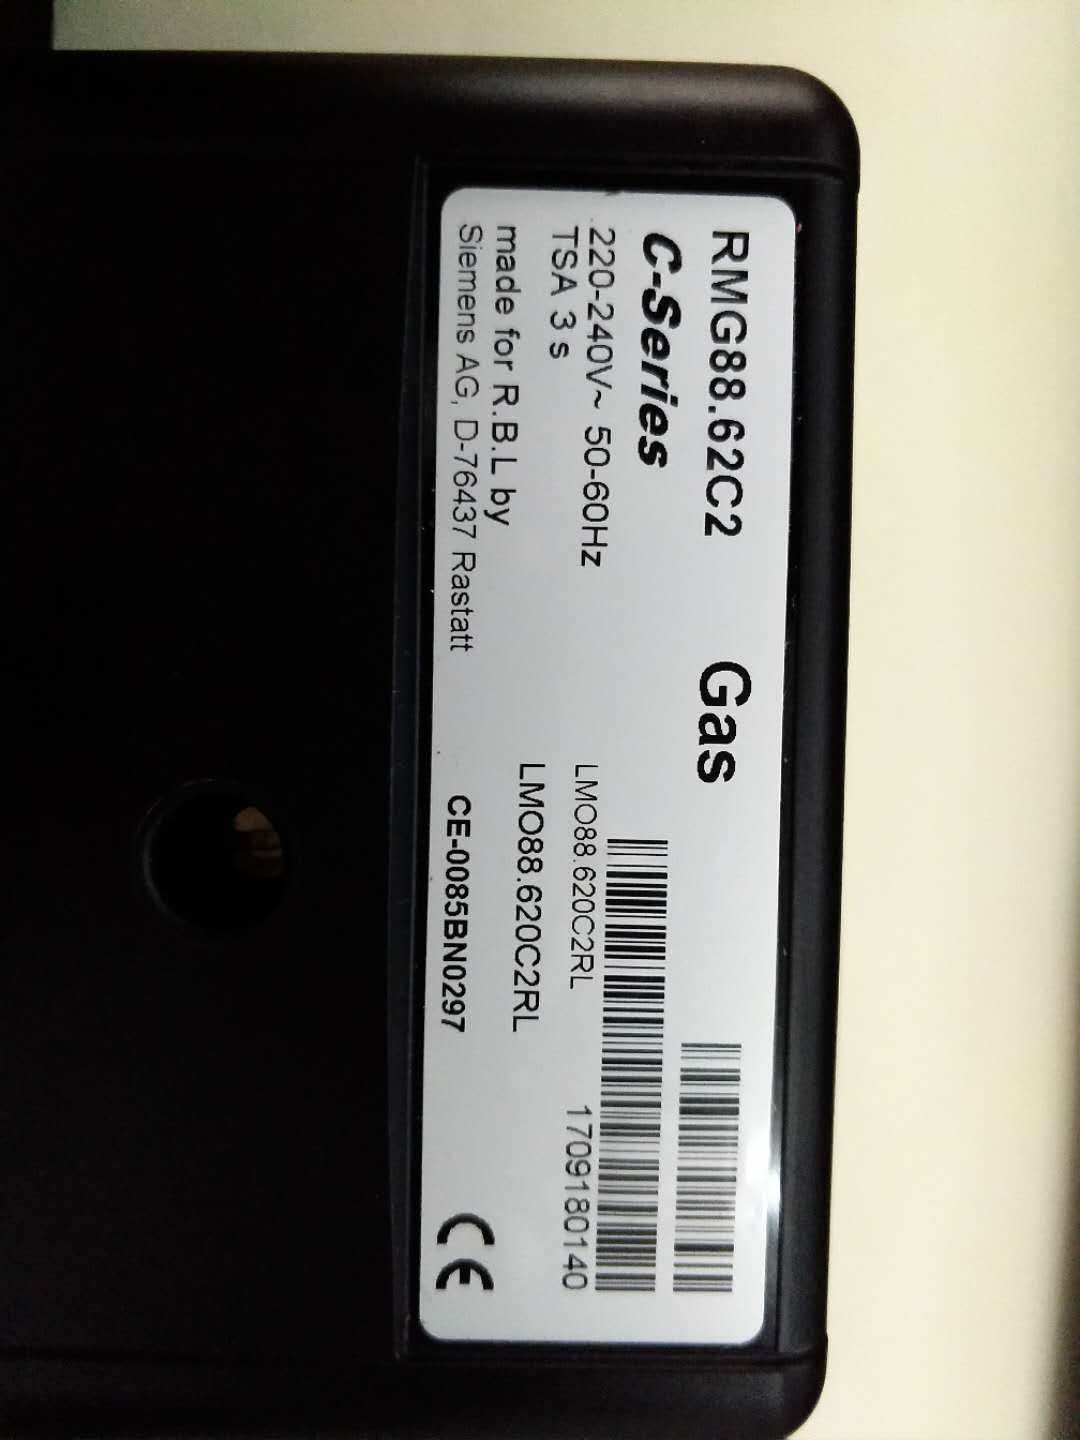 RMG88.62C2 Gas
C-Series
220-240V~ 50-60Hz
TSA 3 s
made for R.B.L by
Siemens AG, D-76437 Rastatt
LMO88.620C2RL 1709180140
LMO88.620C2RL
CE-0085BN0297
CE